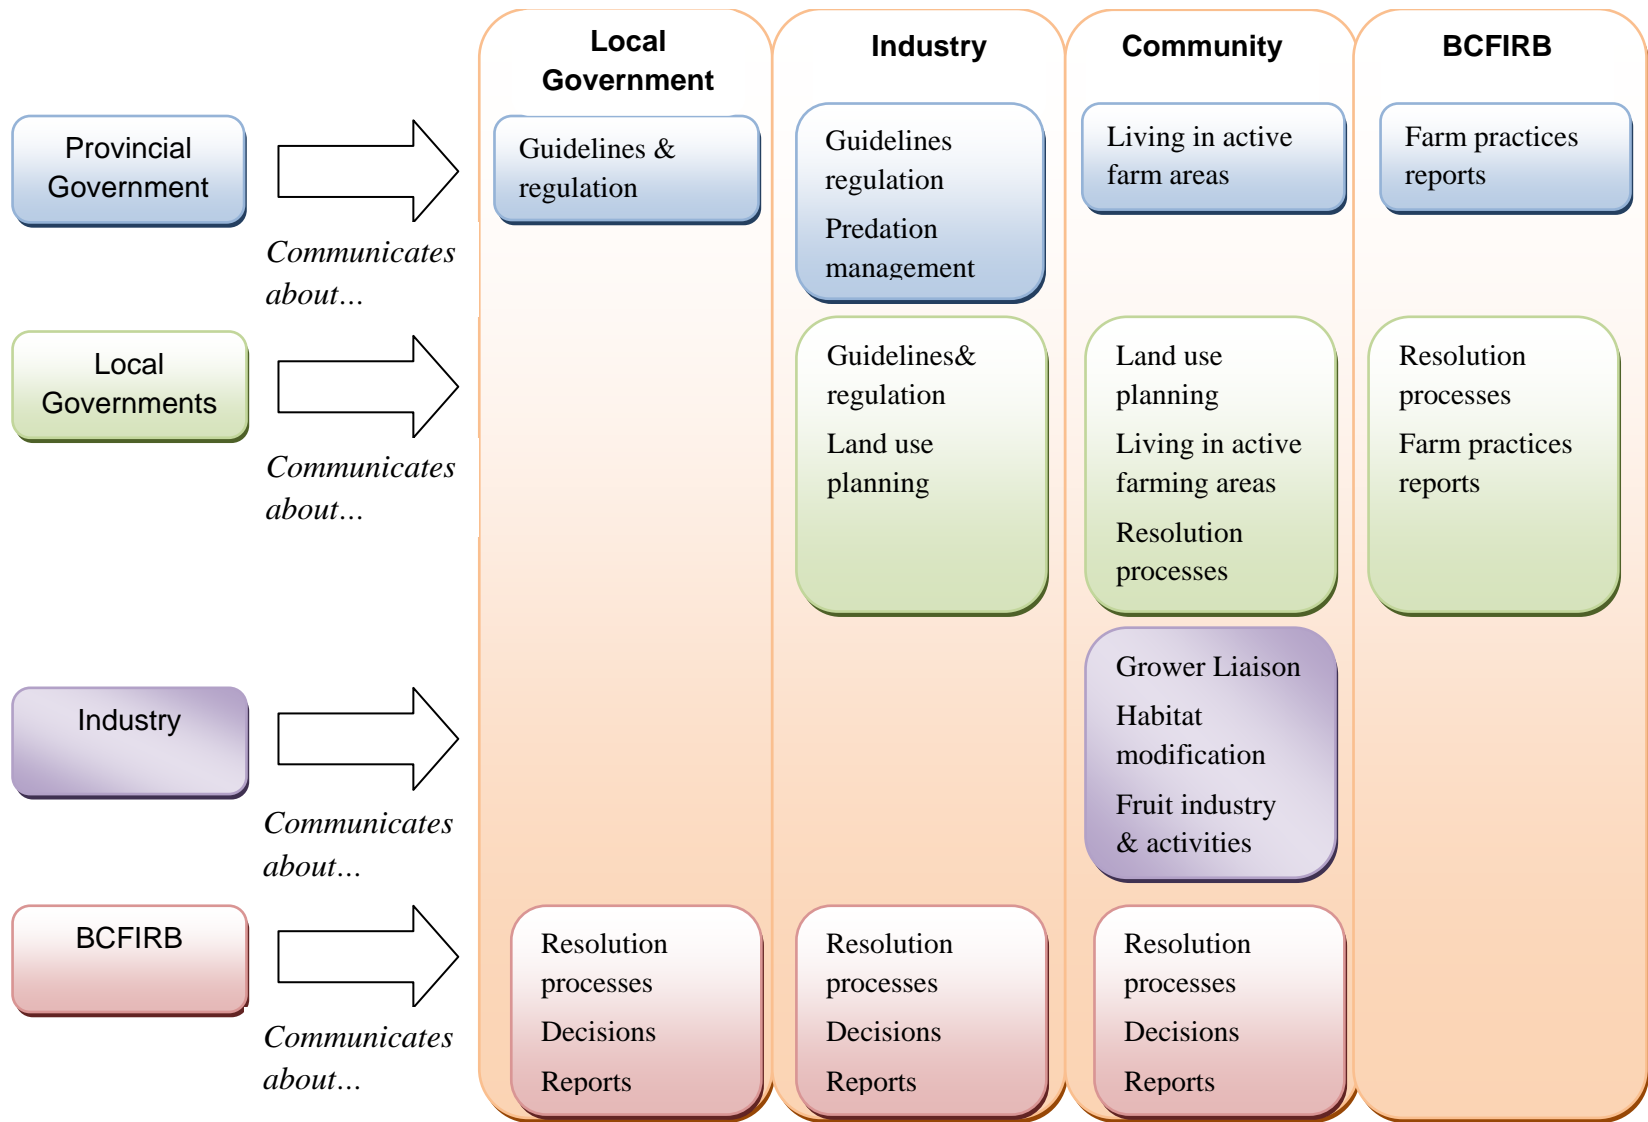 Local
Government
Industry
Community
BCFIRB
Provincial
Government
Communicates
about…
Guidelines &
regulation
Guidelines
regulation
Predation
management
Living in active
farm areas
Farm practices
reports
Local
Governments
Communicates
about…
Guidelines&
regulation
Land use
planning
Land use
planning
Living in active
farming areas
Resolution
processes
Resolution
processes
Farm practices
reports
Industry
Communicates
about…
Grower Liaison
Habitat
modification
Fruit industry
& activities
BCFIRB
Communicates
about…
Resolution
processes
Decisions
Reports
Resolution
processes
Decisions
Reports
Resolution
processes
Decisions
Reports